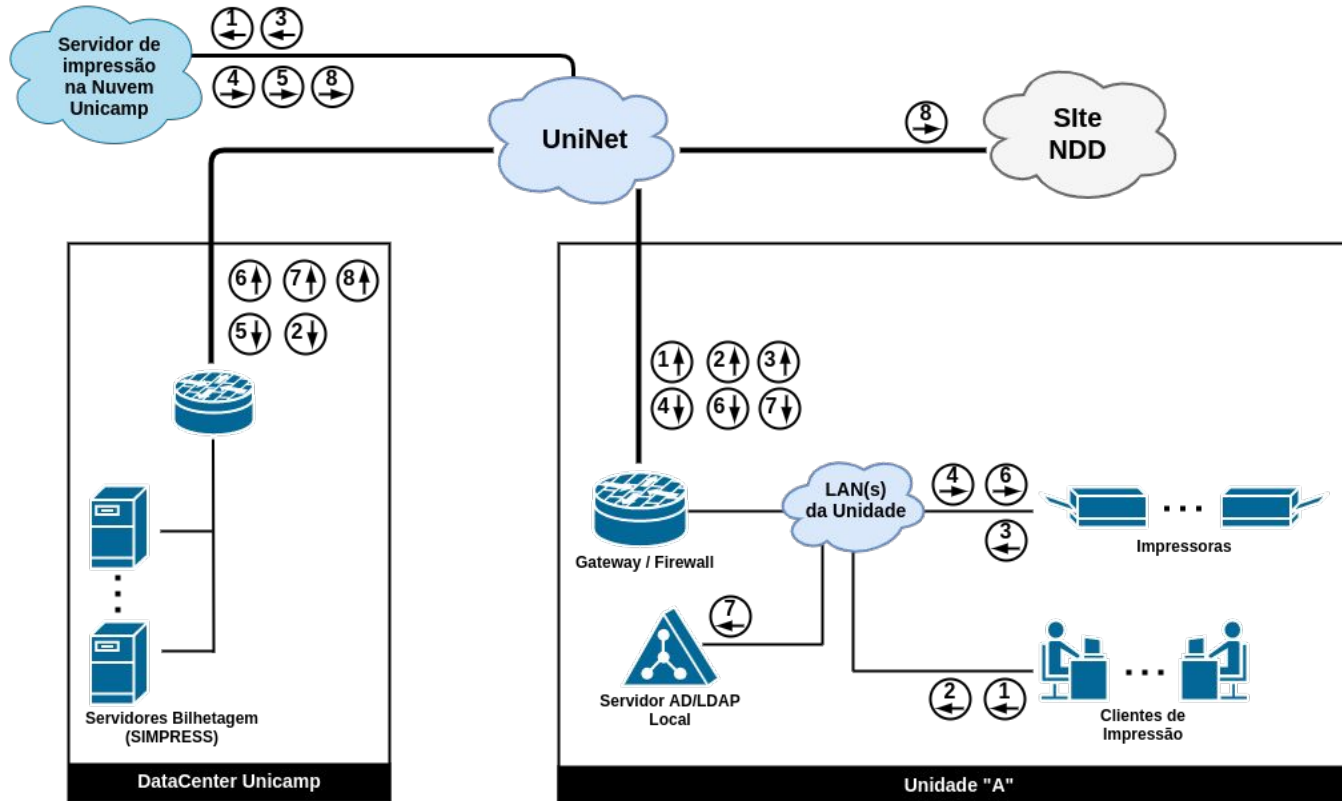 1 3
Servidor de
impressão
na Nuvem
Unicamp
4 5 8
UniNet
8
SIte
NDD
6 7 8
5 2
1 2 3
4 6 7
LAN(s)
da Unidade
4 6
3
Impressoras
Gateway / Firewall
7
Servidor AD/LDAP
Local
2 1
Clientes de
Impressão
Servidores Bilhetagem
(SIMPRESS)
DataCenter Unicamp
Unidade "A"